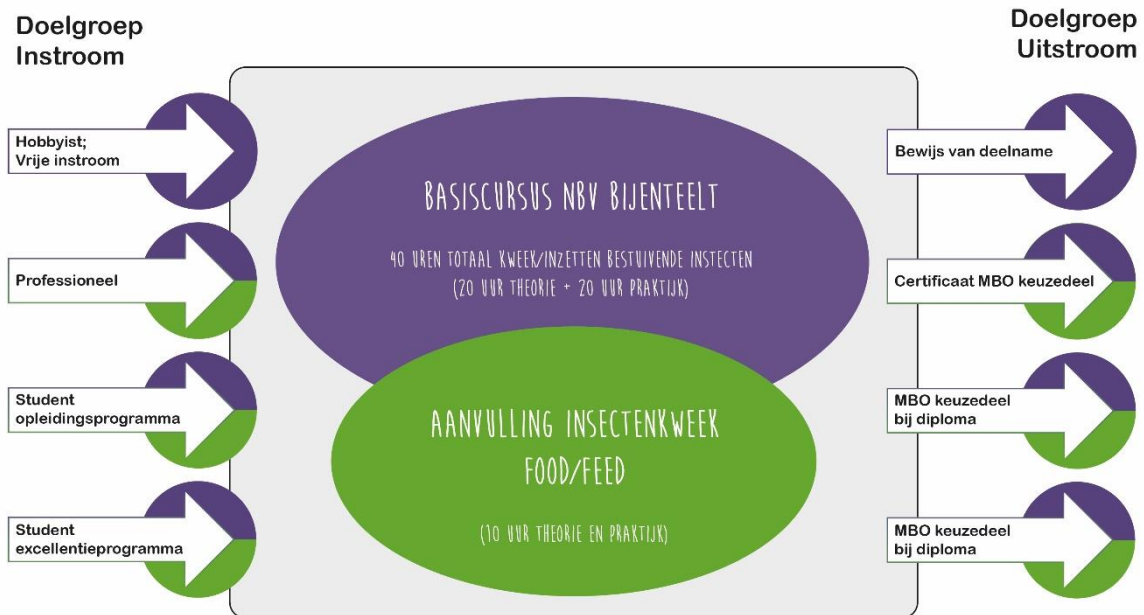 Doelgroep
Instroom
Doelgroep
Uitstroom
Hobbyist;
Vrije instroom
Professioneel
Student
opleidingsprogramma
Student
excellentieprogramma
BASISCURSUS NBV BIJENTEELT
40 UREN TOTAAL KWEEK/INZETTEN BESTUIVENDE INSTECTEN
(20 UUR THEORIE + 20 UUR PRAKTIJK)
AANVULLING INSECTENKWEEK
FOOD/FEED
(10 UUR THEORIE EN PRAKTIJK)
Bewijs van deelname
Certificaat MBO keuzedeel
MBO keuzedeel
bij diploma
MBO keuzedeel
bij diploma